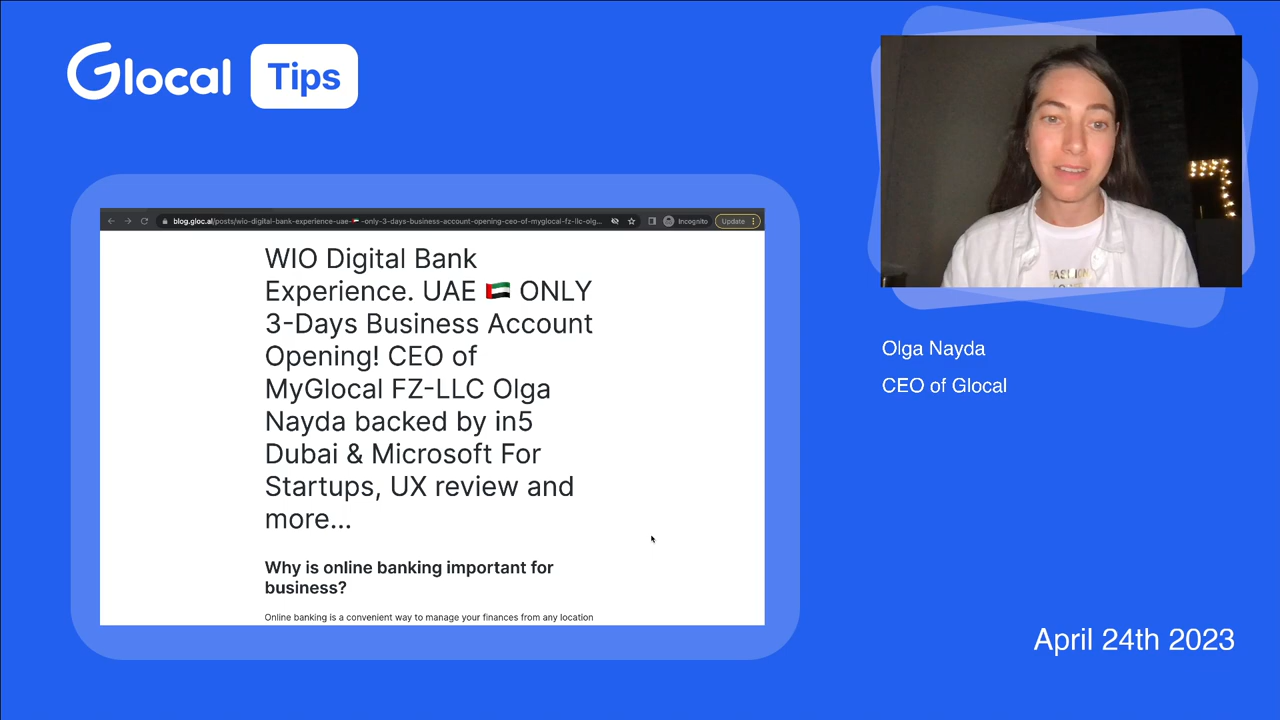 Glocal Tips
blog.gloc.al/posts/wio-digital-bank-experience-uae-🇦🇪-only-3-days-business-account-opening-ceo-of-myglocal-fz-llc-olg...
Incognito
Update
WIO Digital Bank
Experience. UAE 🇦🇪 ONLY
3-Days Business Account
Opening! CEO of
MyGlocal FZ-LLC Olga
Nayda backed by in5
Dubai & Microsoft For
Startups, UX review and
more...
Why is online banking important for
business?
Online banking is a convenient way to manage your finances from any location
FASHION
Olga Nayda
CEO of Glocal
April 24th 2023